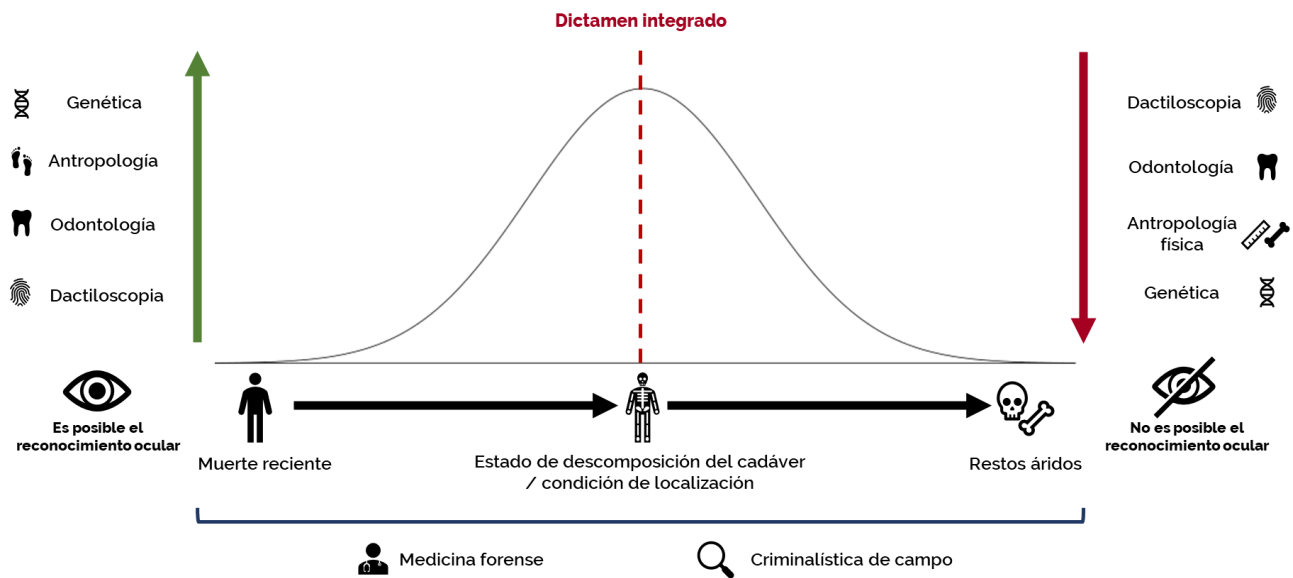 Dictamen integrado
Genética
Antropología
Odontología
Dactiloscopia
Dactiloscopia
Odontología
Antropología
física
Genética
Es posible el
reconocimiento ocular
Muerte reciente
Estado de descomposición del cadáver
/ condición de localización
Restos áridos
No es posible el
reconocimiento ocular
Medicina forense
Criminalística de campo